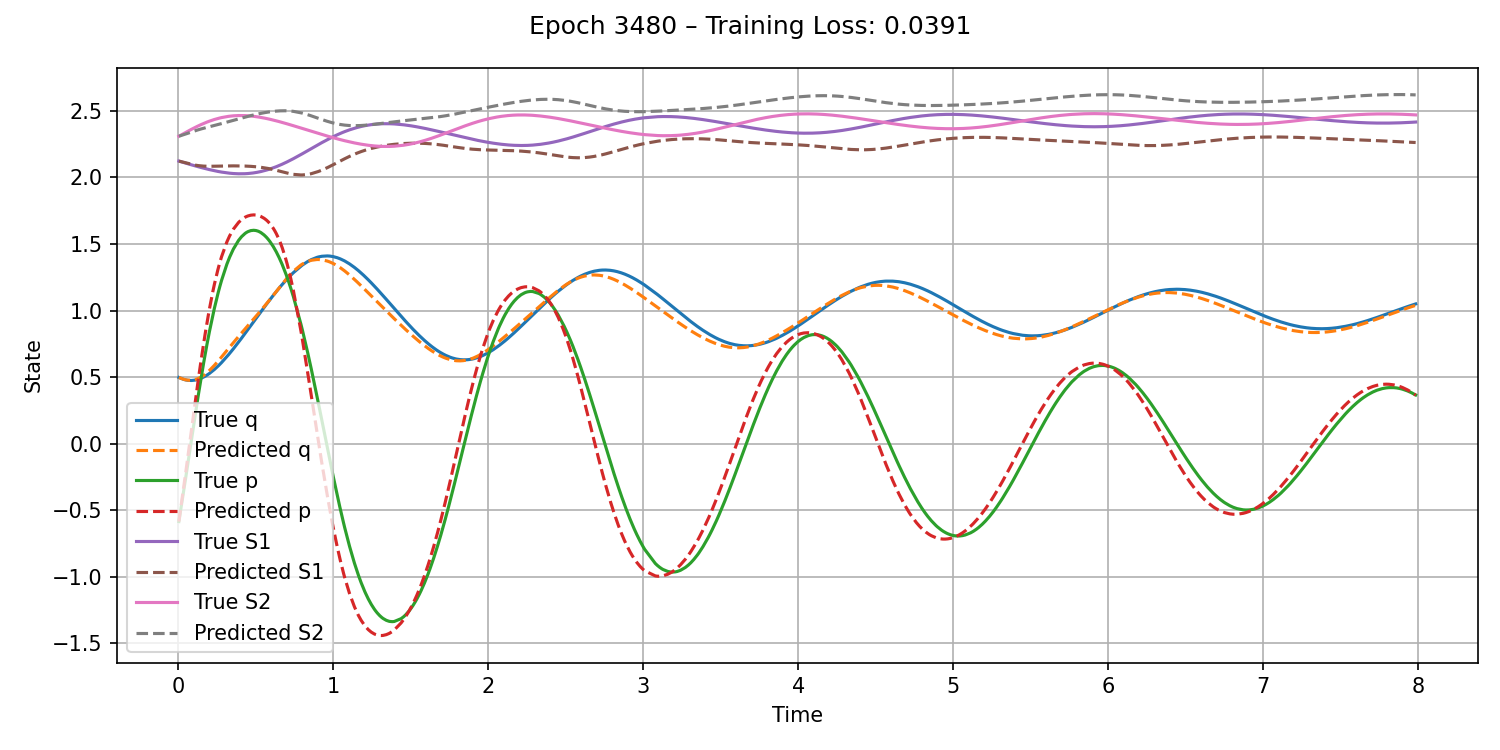 Epoch 3480 – Training Loss: 0.0391
2.5
2.0
1.5
1.0
0.5
0.0
−0.5
−1.0
−1.5
State
True q
Predicted q
True p
Predicted p
True S1
Predicted S1
True S2
Predicted S2
0 1 2 3 4 5 6 7 8
Time